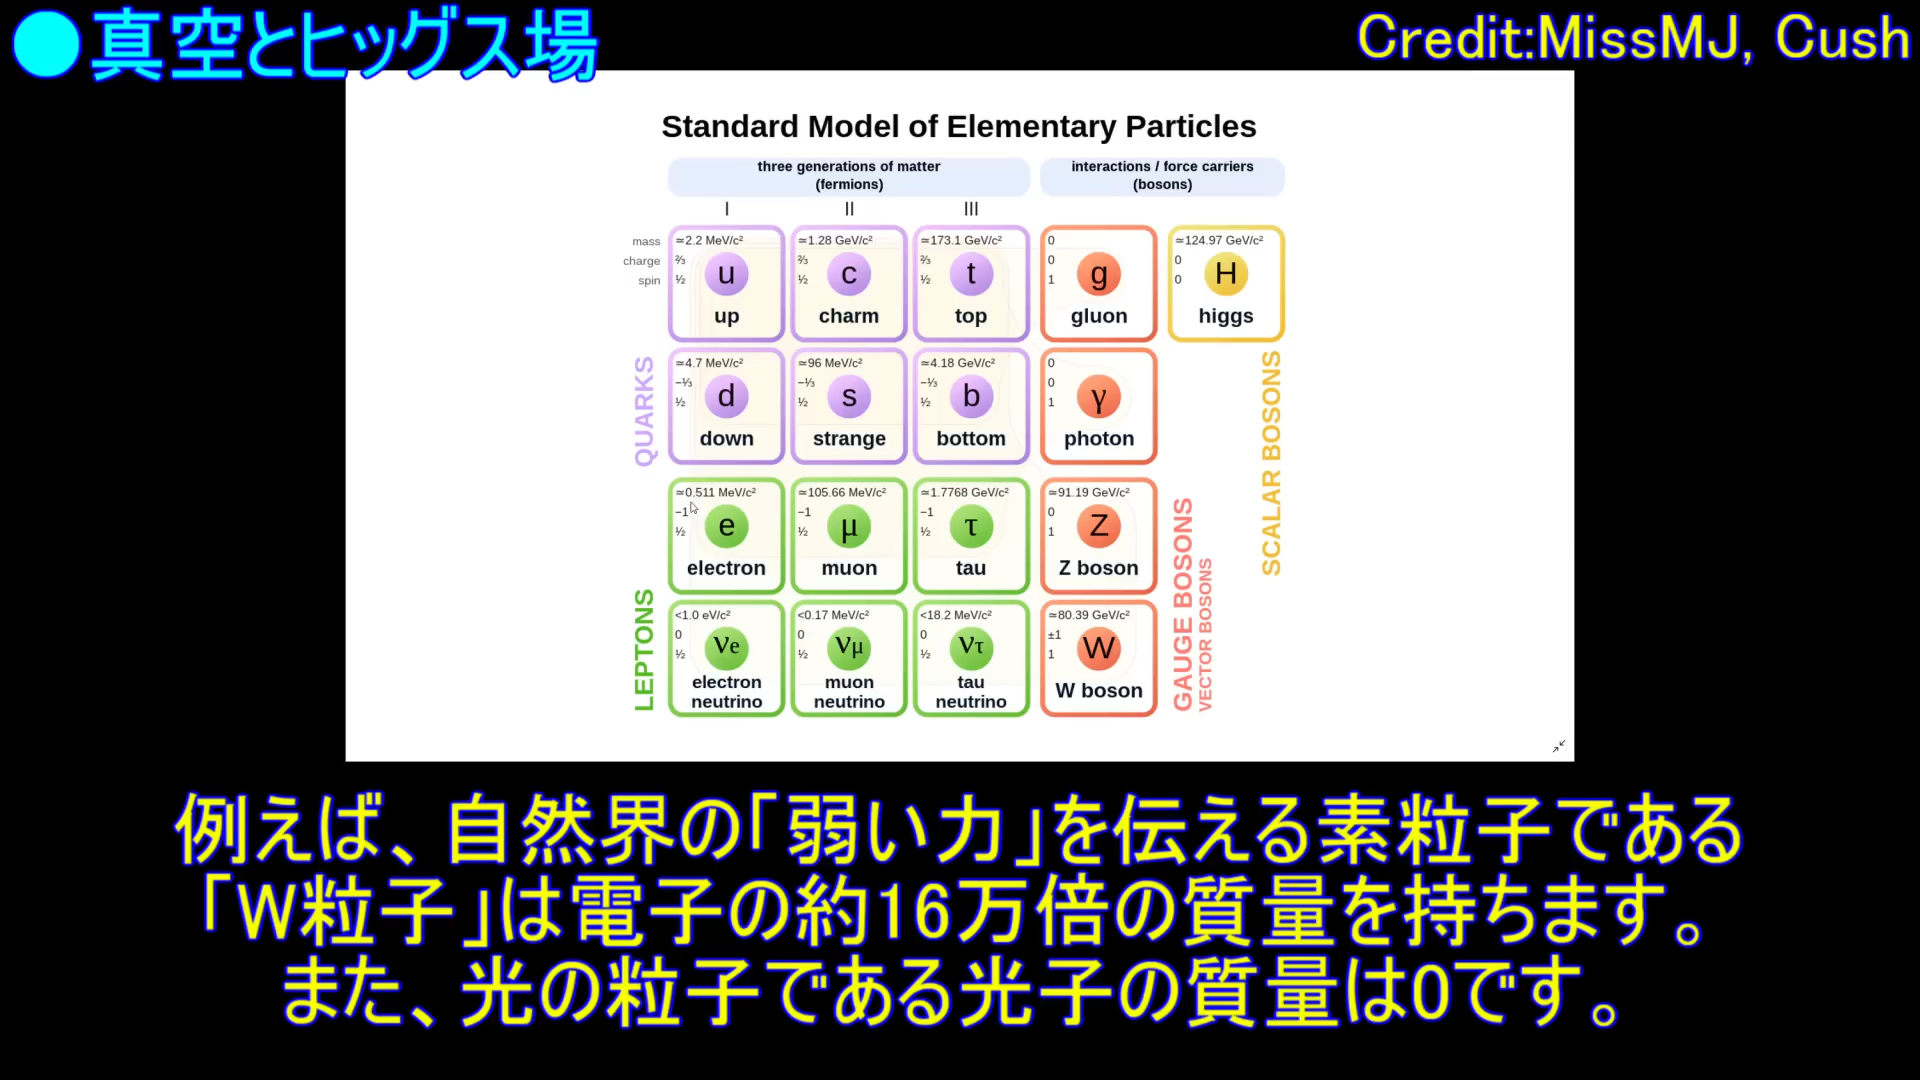 ●真空とヒッグス場
Credit:MissMJ, Cush
Standard Model of Elementary Particles
three generations of matter
(fermions)
interactions / force carriers
(bosons)
I II III
mass
charge
spin
≃2.2 MeV/c²
⅔
½
u
up
≃1.28 GeV/c²
⅔
½
c
charm
≃173.1 GeV/c²
⅔
½
t
top
0
0
1
g
gluon
≃124.97 GeV/c²
0
0
H
higgs
QUARKS
≃4.7 MeV/c²
−⅓
½
d
down
≃96 MeV/c²
−⅓
½
s
strange
≃4.18 GeV/c²
−⅓
½
b
bottom
0
0
1
γ
photon
SCALAR BOSONS
LEPTONS
≃0.511 MeV/c²
−1
½
e
electron
≃105.66 MeV/c²
−1
½
μ
muon
≃1.7768 GeV/c²
−1
½
τ
tau
≃91.19 GeV/c²
0
1
Z
Z boson
GAUGE BOSONS
VECTOR BOSONS
<1.0 eV/c²
0
½
νe
electron
neutrino
<0.17 MeV/c²
0
½
νμ
muon
neutrino
<18.2 MeV/c²
0
½
ντ
tau
neutrino
≃80.39 GeV/c²
±1
1
W
W boson
例えば、自然界の「弱い力」を伝える素粒子である
「W粒子」は電子の約16万倍の質量を持ちます。
また、光の粒子である光子の質量は0です。